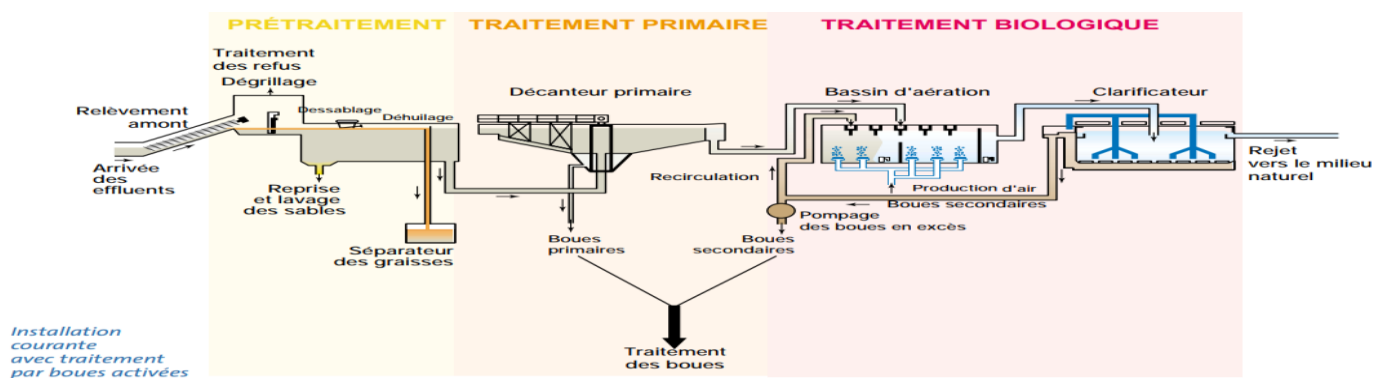 PRÉTRAITEMENT
TRAITEMENT PRIMAIRE
TRAITEMENT BIOLOGIQUE
Traitement
des refus
Dégrillage
Relèvement
amont
Dessablage
Déhuilage
Arrivée
des
effluents
Reprise
et lavage
des sables
Séparateur
des graisses
Décanteur primaire
Boues
primaires
Bassin d'aération
Clarificateur
Recirculation
Production d'air
Boues secondaires
Pompage
des boues en excès
Boues
secondaires
Rejet
vers le milieu
naturel
Traitement
des boues
Installation
courante
avec traitement
par boues activées